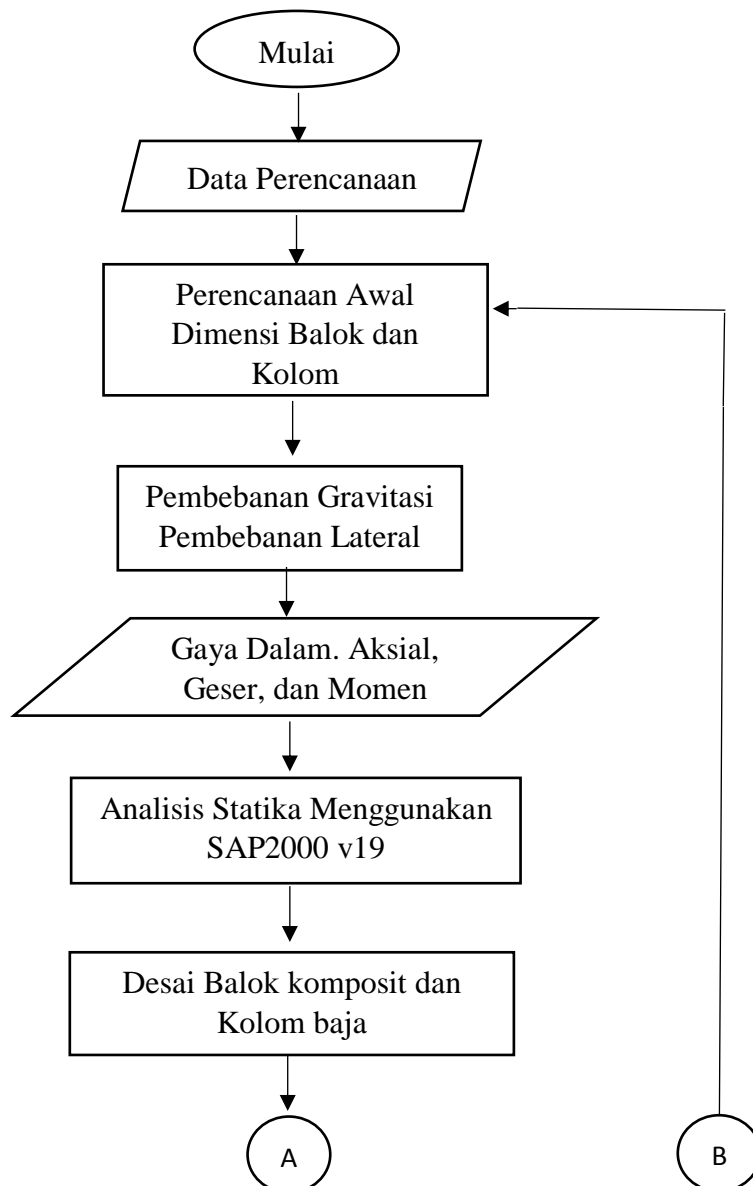 Mulai
Data Perencanaan
Perencanaan Awal
Dimensi Balok dan
Kolom
Pembebanan Gravitasi
Pembebanan Lateral
Gaya Dalam. Aksial,
Geser, dan Momen
Analisis Statika Menggunakan
SAP2000 v19
Desai Balok komposit dan
Kolom baja
A
B